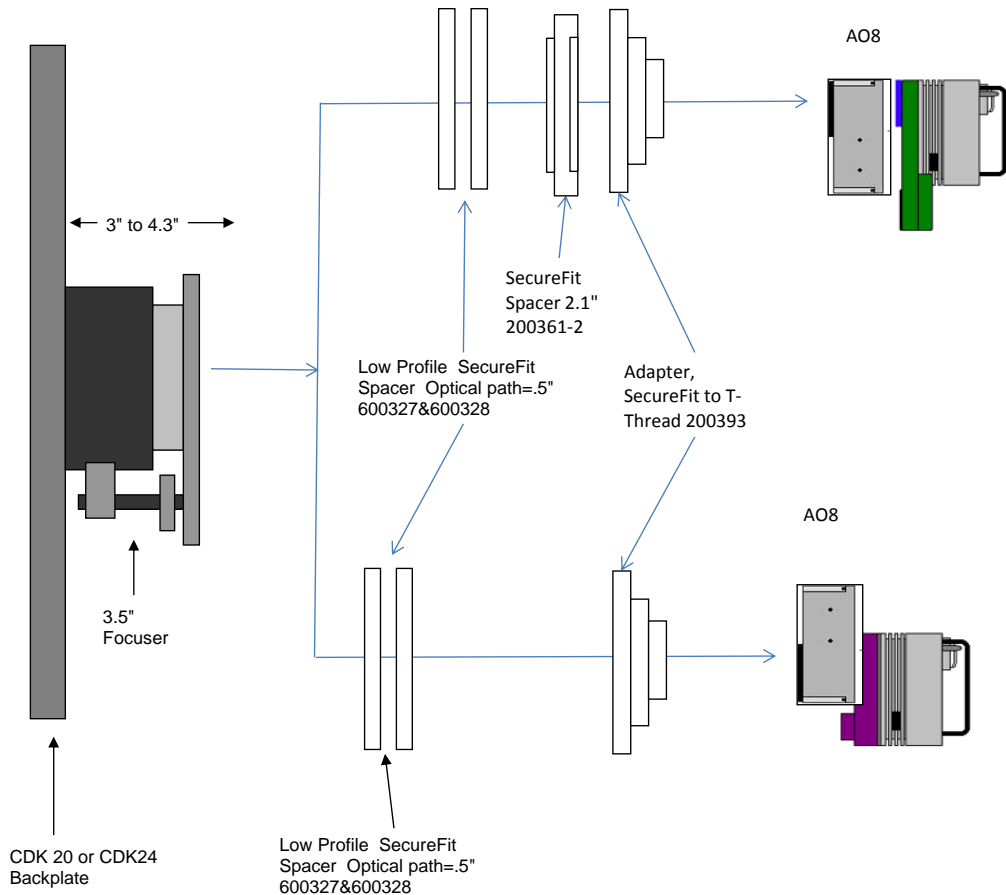 AO8
3" to 4.3"
SecureFit
Spacer 2.1"
200361-2
Low Profile  SecureFit
Spacer  Optical path=.5"
600327&600328
Adapter,
SecureFit to T-
Thread 200393
AO8
3.5"
Focuser
Low Profile  SecureFit
Spacer  Optical path=.5"
600327&600328
CDK 20 or CDK24
Backplate